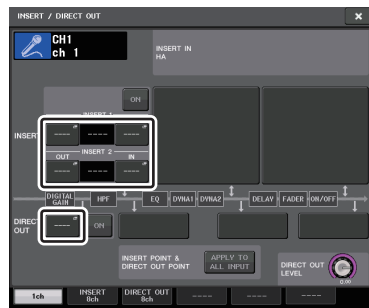 INSERT / DIRECT OUT
×
CH1
ch 1
INSERT IN
HA
ON
INSERT 1
INSERT
---- ---- ----
OUT INSERT 2 IN
---- ---- ----
DIGITAL GAIN HPF EQ DYNA1 DYNA2 DELAY FADER ON/OFF
DIRECT OUT
---- ON
INSERT POINT & DIRECT OUT POINT
APPLY TO ALL INPUT
DIRECT OUT LEVEL
0.00
1ch
INSERT 8ch
DIRECT OUT 8ch
---- ---- ----